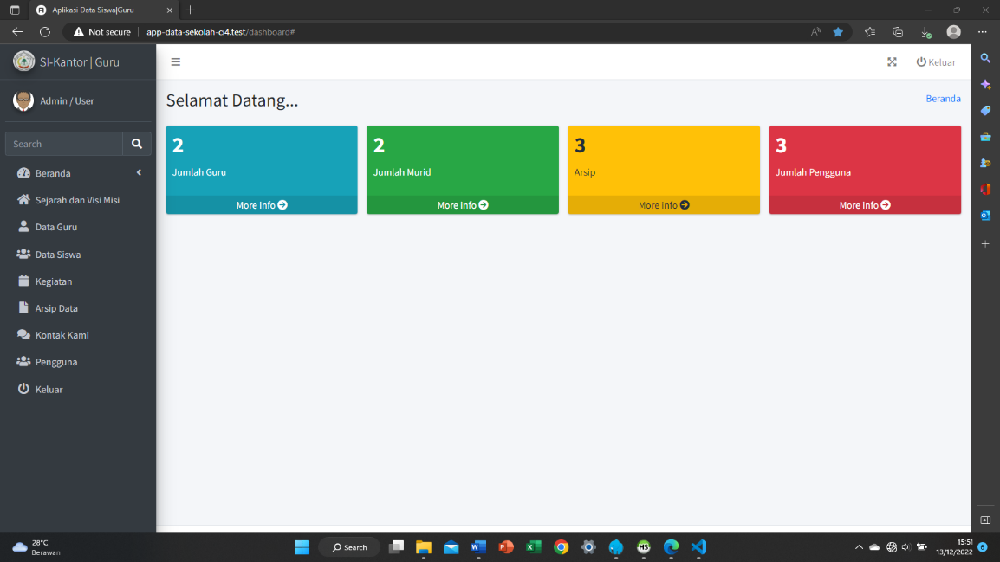 Aplikasi Data Siswa|Guru
Not secure
app-data-sekolah-ci4.test/dashboard#
SI-Kantor | Guru
Keluar
Admin / User
Selamat Datang...
Beranda
Search
2
Jumlah Guru
More info
2
Jumlah Murid
More info
3
Arsip
More info
3
Jumlah Pengguna
More info
Beranda
Sejarah dan Visi Misi
Data Guru
Data Siswa
Kegiatan
Arsip Data
Kontak Kami
Pengguna
Keluar
28°C
Berawan
Search
HS
15:51
13/12/2022
6